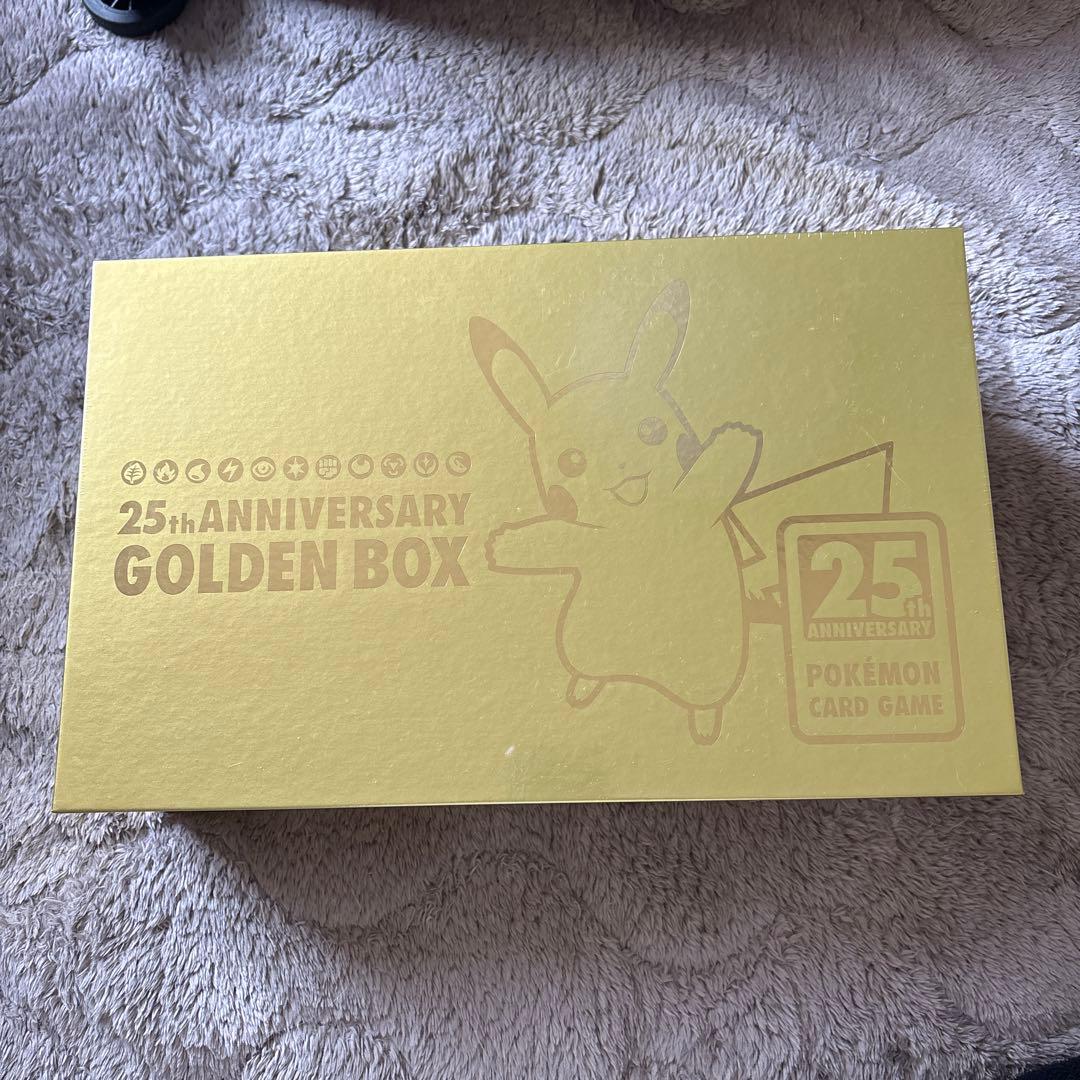 25th ANNIVERSARY
GOLDEN BOX
25th
ANNIVERSARY
POKÉMON
CARD GAME